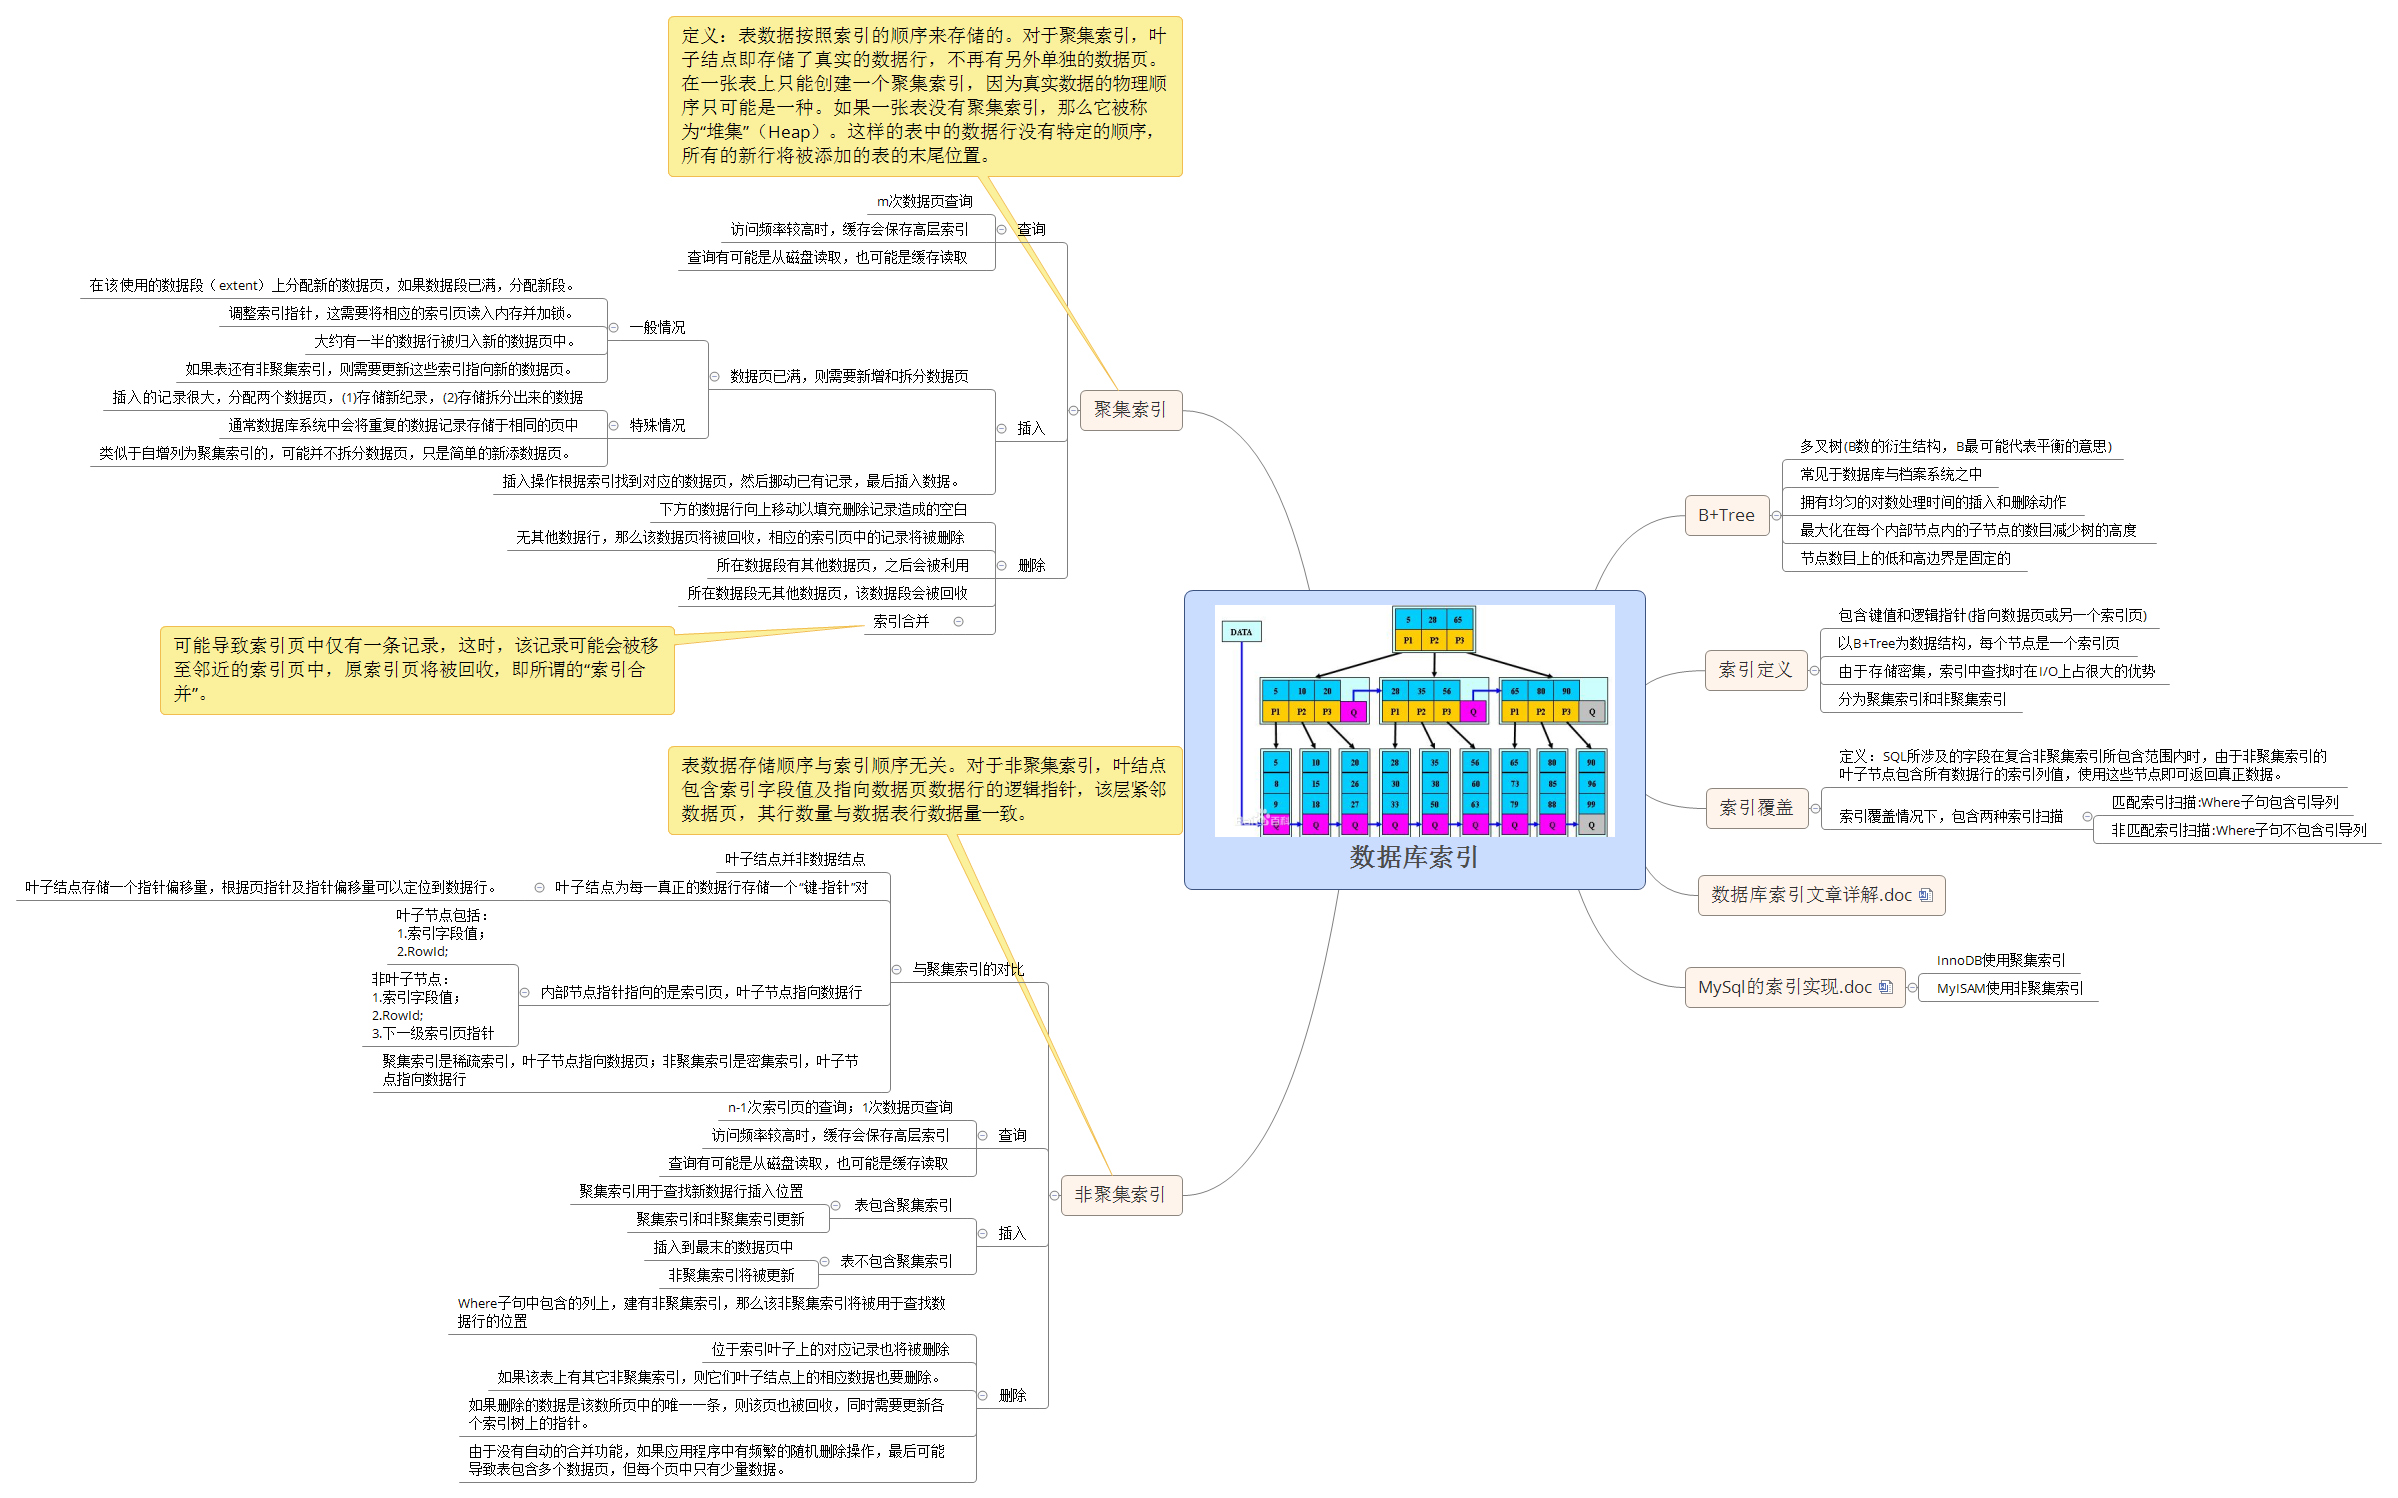 定义：表数据按照索引的顺序来存储的。对于聚集索引，叶
子结点即存储了真实的数据行，不再有另外单独的数据页。
在一张表上只能创建一个聚集索引，因为真实数据的物理顺
序只可能是一种。如果一张表没有聚集索引，那么它被称
为“堆集”（Heap）。这样的表中的数据行没有特定的顺序，
所有的新行将被添加的表的末尾位置。
聚集索引
查询
m次数据页查询
访问频率较高时，缓存会保存高层索引
查询有可能是从磁盘读取，也可能是缓存读取
插入
数据页已满，则需要新增和拆分数据页
一般情况
在该使用的数据段（extent）上分配新的数据页，如果数据段已满，分配新段。
调整索引指针，这需要将相应的索引页读入内存并加锁。
大约有一半的数据行被归入新的数据页中。
如果表还有非聚集索引，则需要更新这些索引指向新的数据页。
特殊情况
插入的记录很大，分配两个数据页，(1)存储新纪录，(2)存储拆分出来的数据
通常数据库系统中会将重复的数据记录存储于相同的页中
类似于自增列为聚集索引的，可能并不拆分数据页，只是简单的新添数据页。
插入操作根据索引找到对应的数据页，然后挪动已有记录，最后插入数据。
删除
下方的数据行向上移动以填充删除记录造成的空白
无其他数据行，那么该数据页将被回收，相应的索引页中的记录将被删除
所在数据段有其他数据页，之后会被利用
所在数据段无其他数据页，该数据段会被回收
索引合并
可能导致索引页中仅有一条记录，这时，该记录可能会被移
至邻近的索引页中，原索引页将被回收，即所谓的“索引合
并”。
表数据存储顺序与索引顺序无关。对于非聚集索引，叶结点
包含索引字段值及指向数据页数据行的逻辑指针，该层紧邻
数据页，其行数量与数据表行数据量一致。
非聚集索引
与聚集索引的对比
叶子结点并非数据结点
叶子结点为每一真正的数据行存储一个“键-指针”对
叶子结点存储一个指针偏移量，根据页指针及指针偏移量可以定位到数据行。
内部节点指针指向的是索引页，叶子节点指向数据行
叶子节点包括：
1.索引字段值；
2.RowId;
非叶子节点：
1.索引字段值；
2.RowId;
3.下一级索引页指针
聚集索引是稀疏索引，叶子节点指向数据页；非聚集索引是密集索引，叶子节
点指向数据行
查询
n-1次索引页的查询；1次数据页查询
访问频率较高时，缓存会保存高层索引
查询有可能是从磁盘读取，也可能是缓存读取
插入
表包含聚集索引
聚集索引用于查找新数据行插入位置
聚集索引和非聚集索引更新
表不包含聚集索引
插入到最末的数据页中
非聚集索引将被更新
删除
Where子句中包含的列上，建有非聚集索引，那么该非聚集索引将被用于查找数
据行的位置
位于索引叶子上的对应记录也将被删除
如果该表上有其它非聚集索引，则它们叶子结点上的相应数据也要删除。
如果删除的数据是该数所页中的唯一一条，则该页也被回收，同时需要更新各
个索引树上的指针。
由于没有自动的合并功能，如果应用程序中有频繁的随机删除操作，最后可能
导致表包含多个数据页，但每个页中只有少量数据。
DATA
5 28 65
P1 P2 P3
5 10 20
P1 P2 P3 Q
28 35 56
P1 P2 P3 Q
65 80 90
P1 P2 P3 Q
5 10 20 28 35 56 65 80 90
8 15 26 30 38 60 73 85 96
9 18 27 33 50 63 79 88 99
Q Q Q Q Q Q Q Q Q
百科
数据库索引
B+Tree
多叉树(B数的衍生结构，B最可能代表平衡的意思)
常见于数据库与档案系统之中
拥有均匀的对数处理时间的插入和删除动作
最大化在每个内部节点内的子节点的数目减少树的高度
节点数目上的低和高边界是固定的
索引定义
包含键值和逻辑指针(指向数据页或另一个索引页)
以B+Tree为数据结构，每个节点是一个索引页
由于存储密集，索引中查找时在I/O上占很大的优势
分为聚集索引和非聚集索引
索引覆盖
定义：SQL所涉及的字段在复合非聚集索引所包含范围内时，由于非聚集索引的
叶子节点包含所有数据行的索引列值，使用这些节点即可返回真正数据。
索引覆盖情况下，包含两种索引扫描
匹配索引扫描:Where子句包含引导列
非匹配索引扫描:Where子句不包含引导列
数据库索引文章详解.doc
MySql的索引实现.doc
InnoDB使用聚集索引
MyISAM使用非聚集索引